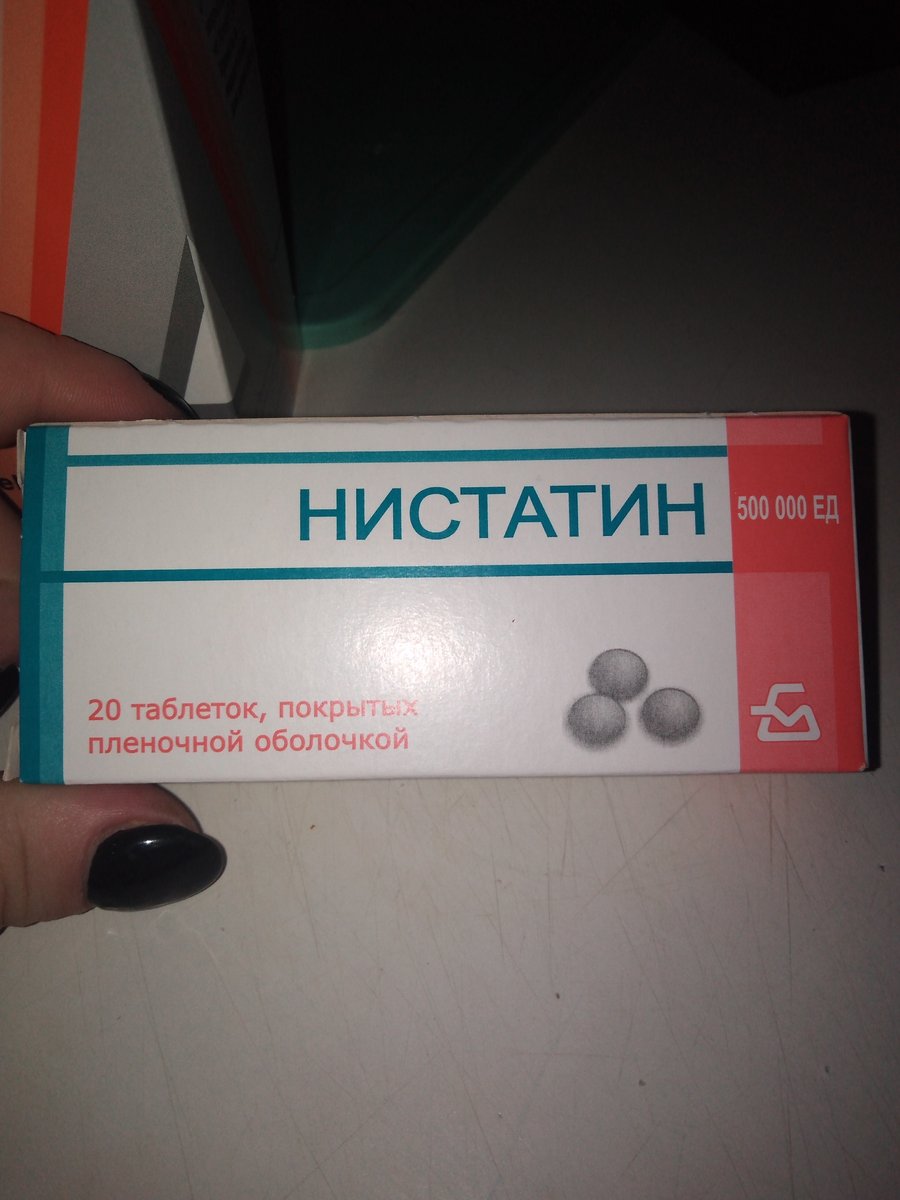 НИСТАТИН
500 000 ЕД
20 таблеток, покрытых
пленочной оболочкой